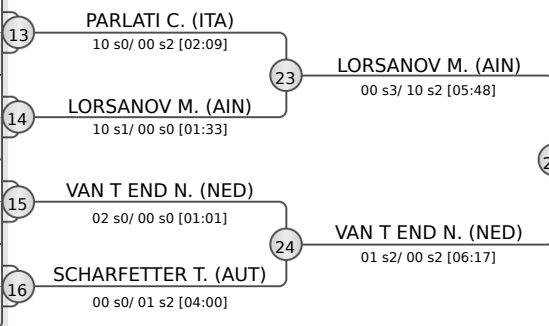 PARLATI C. (ITA)
13
10 s0/ 00 s2 [02:09]
23
LORSANOV M. (AIN)
00 s3/ 10 s2 [05:48]
LORSANOV M. (AIN)
14
10 s1/ 00 s0 [01:33]
VAN T END N. (NED)
15
02 s0/ 00 s0 [01:01]
24
VAN T END N. (NED)
01 s2/ 00 s2 [06:17]
SCHARFETTER T. (AUT)
16
00 s0/ 01 s2 [04:00]